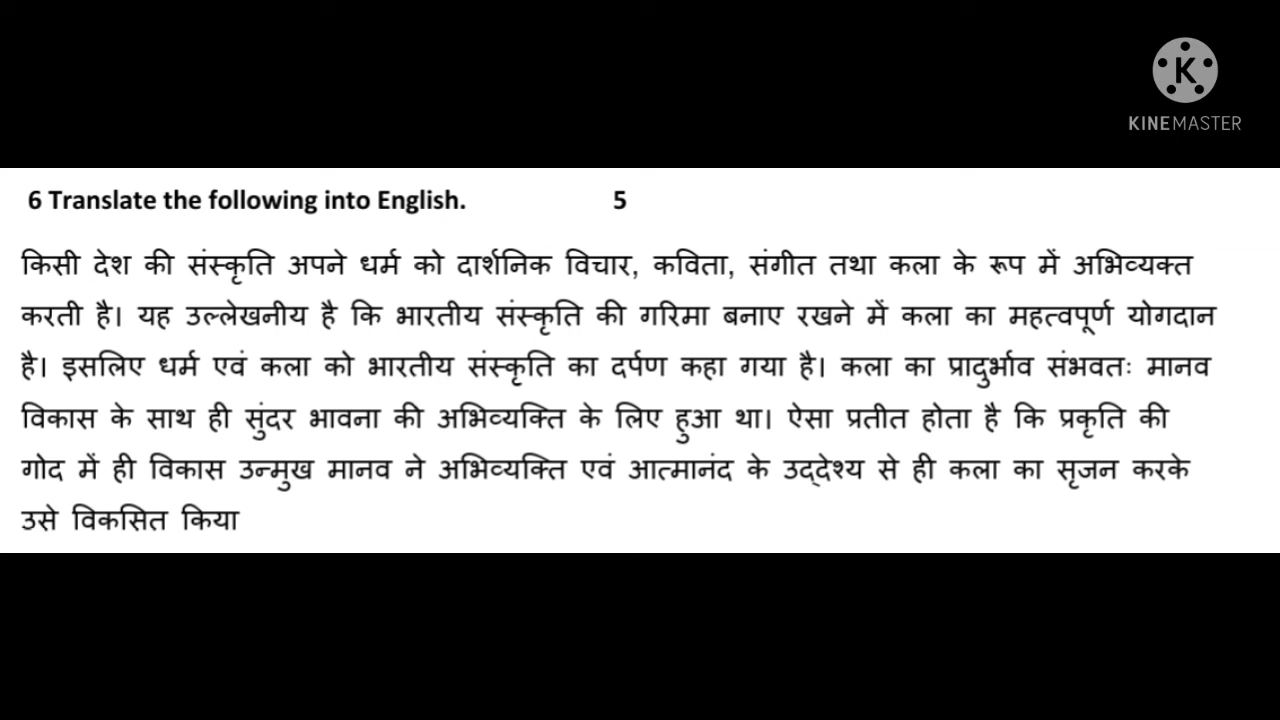 K
KINEMASTER
6 Translate the following into English. 5
किसी देश की संस्कृति अपने धर्म को दार्शनिक विचार, कविता, संगीत तथा कला के रूप में अभिव्यक्त
करती है। यह उल्लेखनीय है कि भारतीय संस्कृति की गरिमा बनाए रखने में कला का महत्वपूर्ण योगदान
है। इसलिए धर्म एवं कला को भारतीय संस्कृति का दर्पण कहा गया है। कला का प्रादुर्भाव संभवतः मानव
विकास के साथ ही सुंदर भावना की अभिव्यक्ति के लिए हुआ था। ऐसा प्रतीत होता है कि प्रकृति की
गोद में ही विकास उन्मुख मानव ने अभिव्यक्ति एवं आत्मानंद के उद्देश्य से ही कला का सृजन करके
उसे विकसित किया